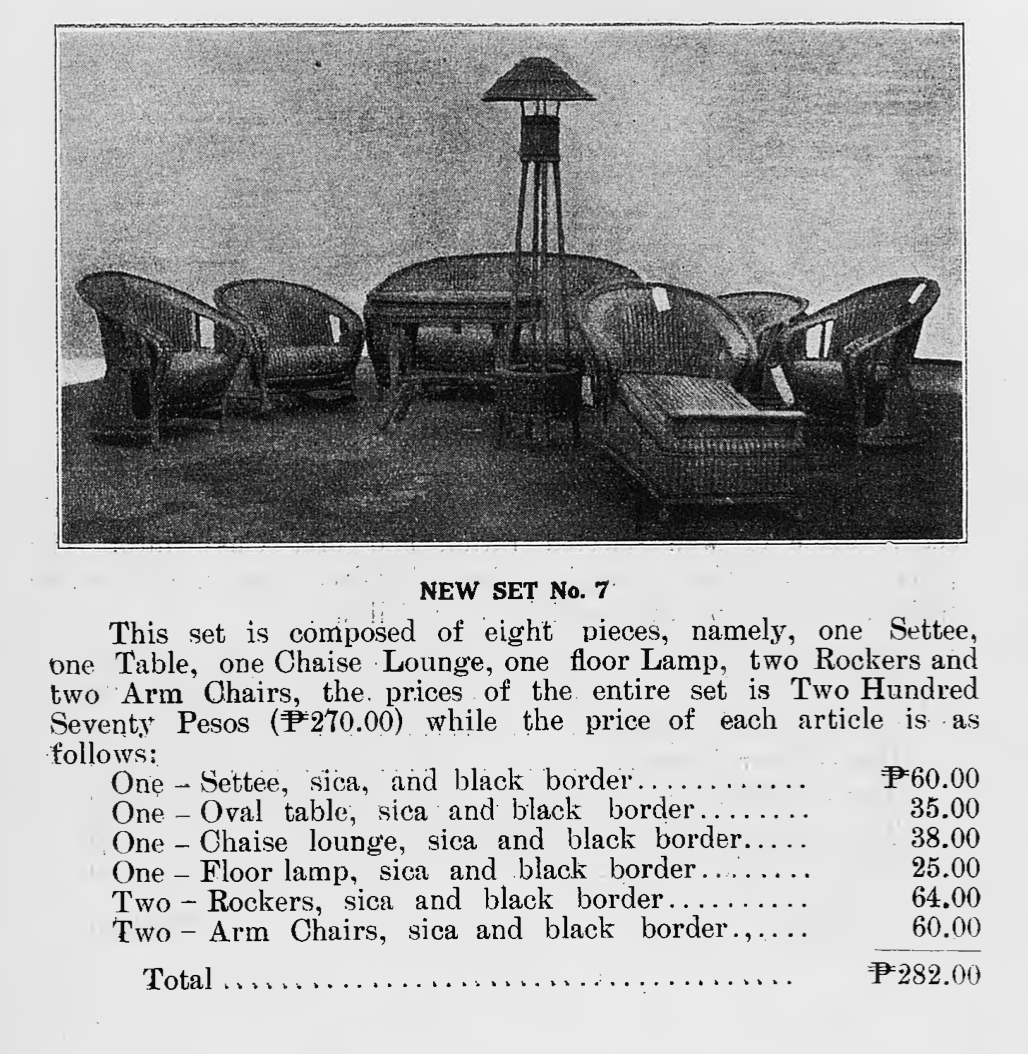 NEW SET No. 7
This set is composed of eight pieces, namely, one Settee,
one Table, one Chaise Lounge, one floor Lamp, two Rockers and
two Arm Chairs, the prices of the entire set is Two Hundred
Seventy Pesos (₱270.00) while the price of each article is as
follows:
One – Settee, sica, and black border............ ₱60.00
One – Oval table, sica and black border........ 35.00
One – Chaise lounge, sica and black border..... 38.00
One – Floor lamp, sica and black border........ 25.00
Two – Rockers, sica and black border.......... 64.00
Two – Arm Chairs, sica and black border.,.... 60.00
Total ........................................ ₱282.00